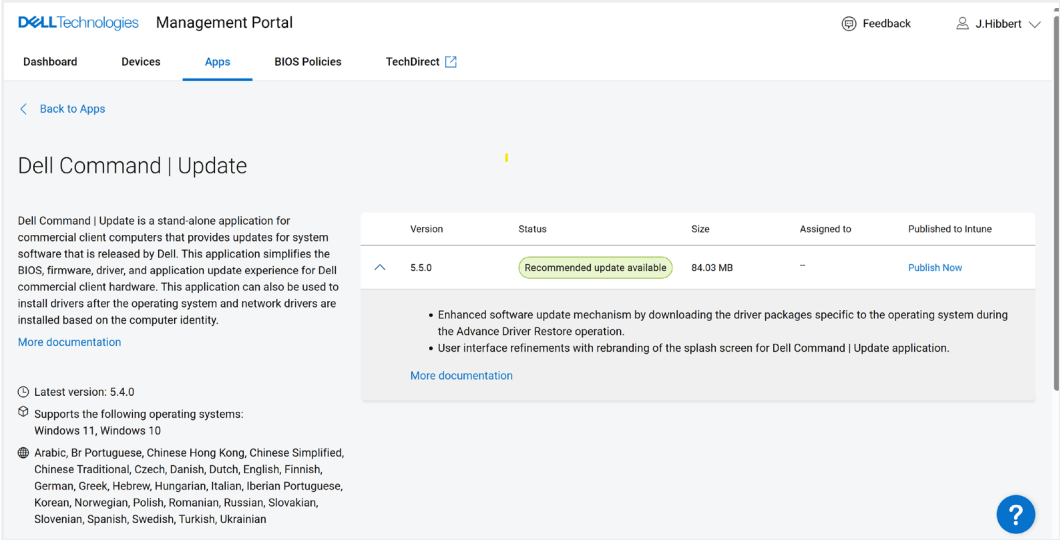 DELLTechnologies Management Portal Feedback J.Hibbert
Dashboard Devices Apps BIOS Policies TechDirect
Back to Apps
Dell Command | Update
Dell Command | Update is a stand-alone application for
commercial client computers that provides updates for system
software that is released by Dell. This application simplifies the
BIOS, firmware, driver, and application update experience for Dell
commercial client hardware. This application can also be used to
install drivers after the operating system and network drivers are
installed based on the computer identity.
More documentation
Latest version: 5.4.0
Supports the following operating systems:
Windows 11, Windows 10
Arabic, Br Portuguese, Chinese Hong Kong, Chinese Simplified,
Chinese Traditional, Czech, Danish, Dutch, English, Finnish,
German, Greek, Hebrew, Hungarian, Italian, Iberian Portuguese,
Korean, Norwegian, Polish, Romanian, Russian, Slovakian,
Slovenian, Spanish, Swedish, Turkish, Ukrainian
Version Status Size Assigned to Published to Intune
5.5.0 Recommended update available 84.03 MB -- Publish Now
• Enhanced software update mechanism by downloading the driver packages specific to the operating system during
the Advance Driver Restore operation.
• User interface refinements with rebranding of the splash screen for Dell Command | Update application.
More documentation
?